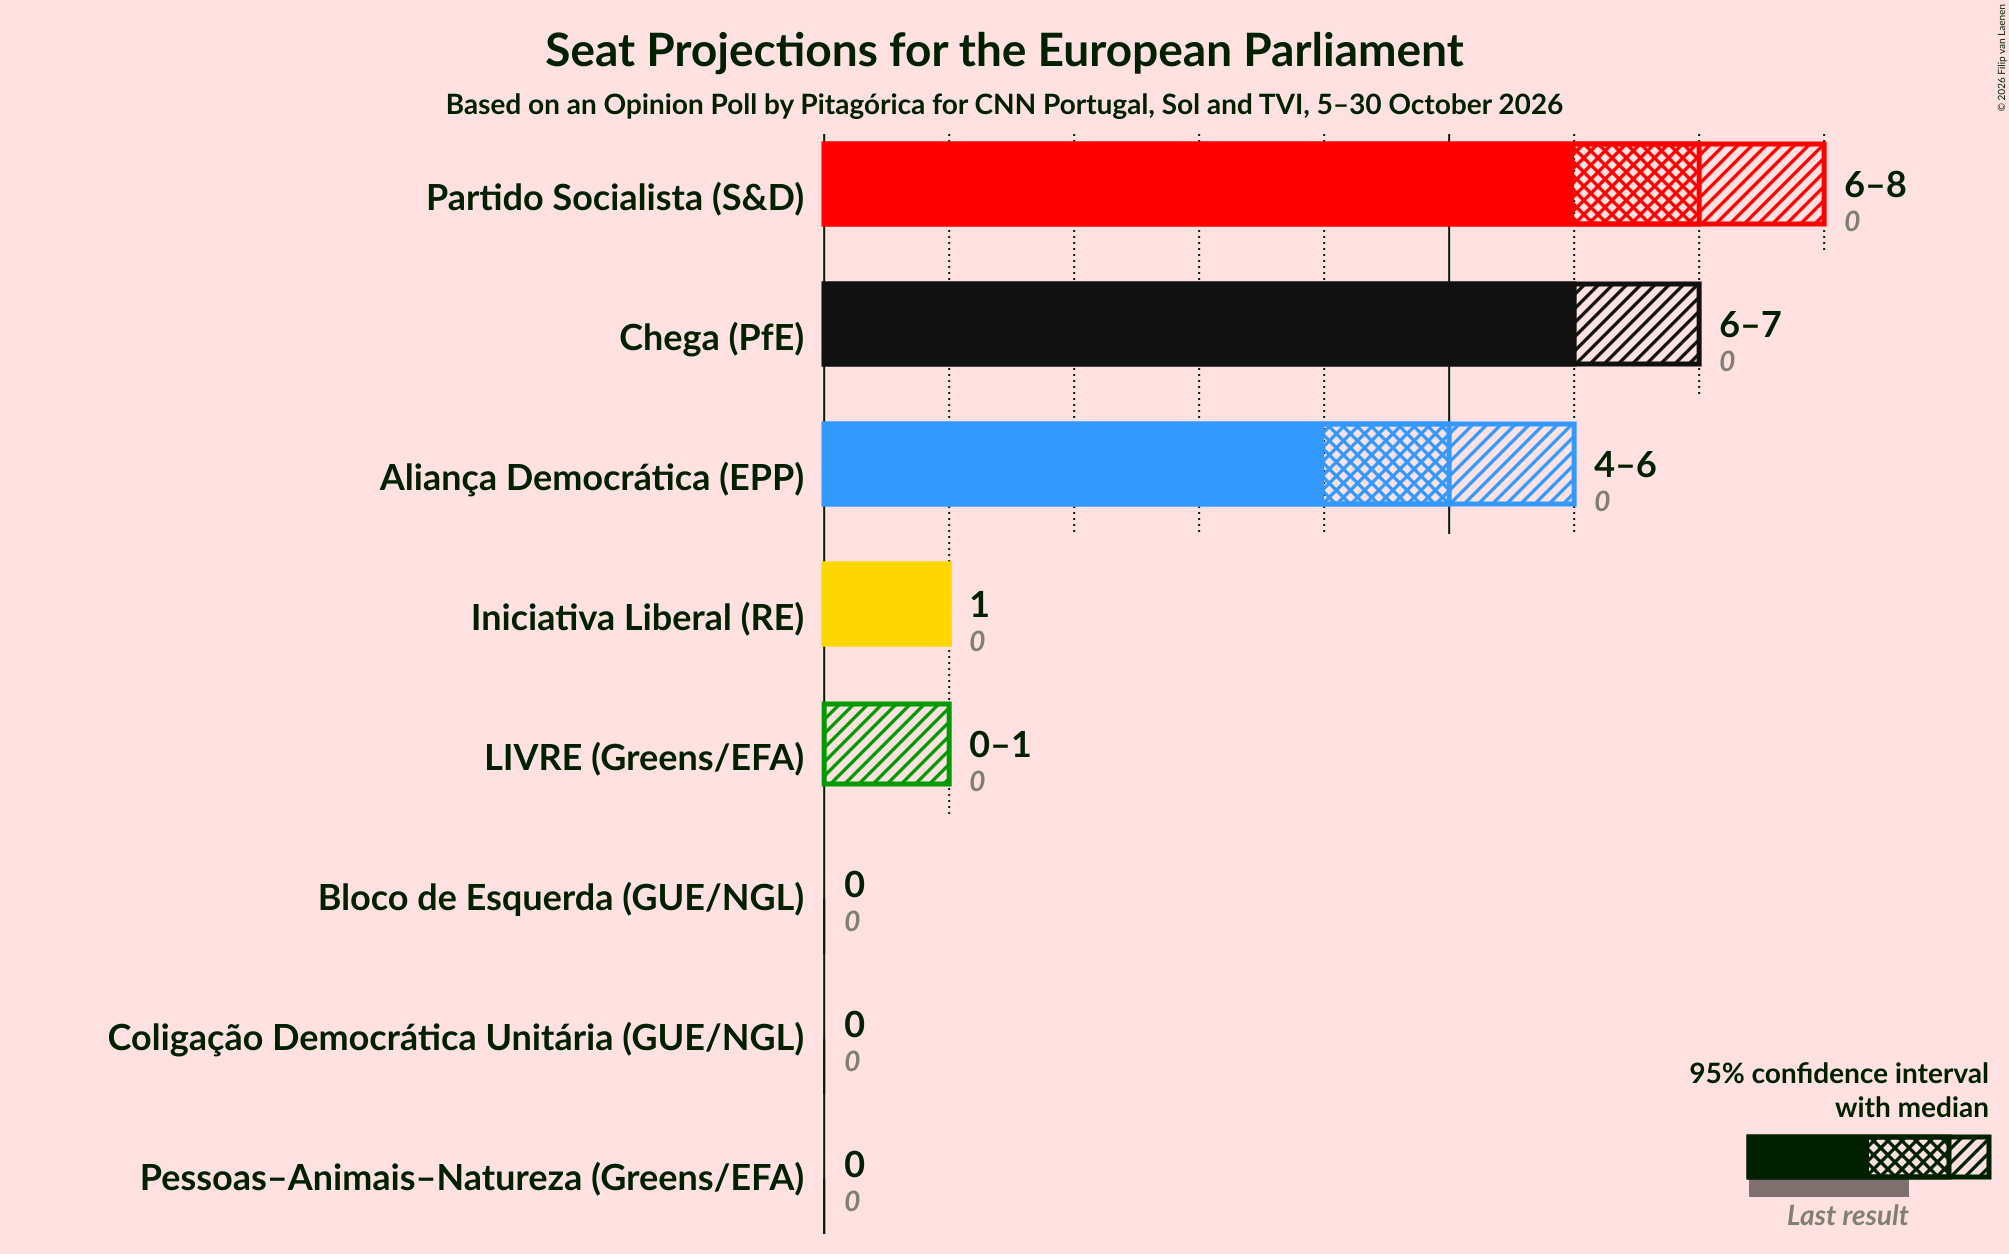 Seat Projections for the European Parliament
Based on an Opinion Poll by Pitagórica for CNN Portugal, Sol and TVI, 5–30 October 2026
© 2026 Filip van Laenen
Partido Socialista (S&D)
6–8
0
Chega (PfE)
6–7
0
Aliança Democrática (EPP)
4–6
0
Iniciativa Liberal (RE)
1
0
LIVRE (Greens/EFA)
0–1
0
Bloco de Esquerda (GUE/NGL)
0
0
Coligação Democrática Unitária (GUE/NGL)
0
0
Pessoas–Animais–Natureza (Greens/EFA)
0
0
95% confidence interval
with median
Last result